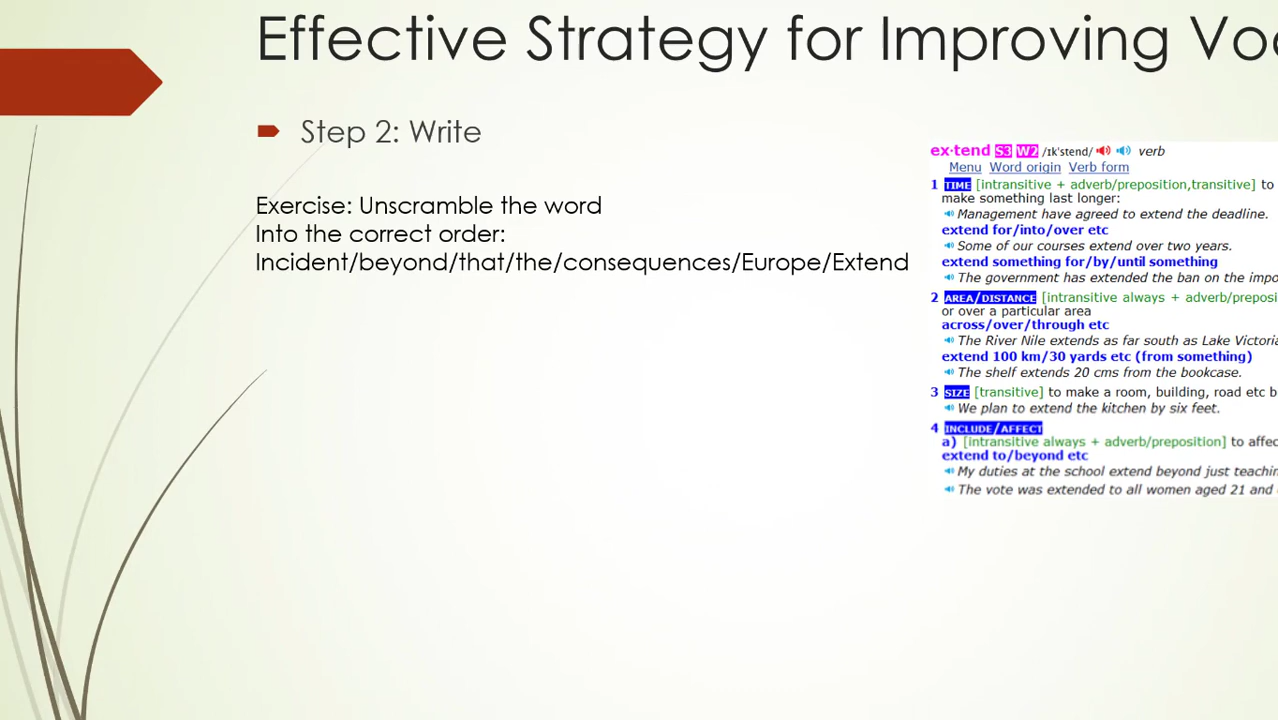 Effective Strategy for Improving
Step 2: Write
Exercise: Unscramble the word
Into the correct order:
Incident/beyond/that/the/consequences/Europe/Extend
ex·tend S3 W2 /ɪkˈstend/ verb
Menu Word origin Verb form
1 TIME [intransitive + adverb/preposition,transitive] to
make something last longer:
Management have agreed to extend the deadline.
extend for/into/over etc
Some of our courses extend over two years.
extend something for/by/until something
The government has extended the ban on the
2 AREA/DISTANCE [intransitive always +
or over a particular area
across/over/through etc
The River Nile extends as far south as Lake
extend 100 km/30 yards etc (from something)
The shelf extends 20 cms from the bookcase.
3 SIZE [transitive] to make a room, building, road etc
We plan to extend the kitchen by six feet.
4 INCLUDE/AFFECT
a) [intransitive always + adverb/preposition] to
extend to/beyond etc
My duties at the school extend beyond just
The vote was extended to all women aged 21 and